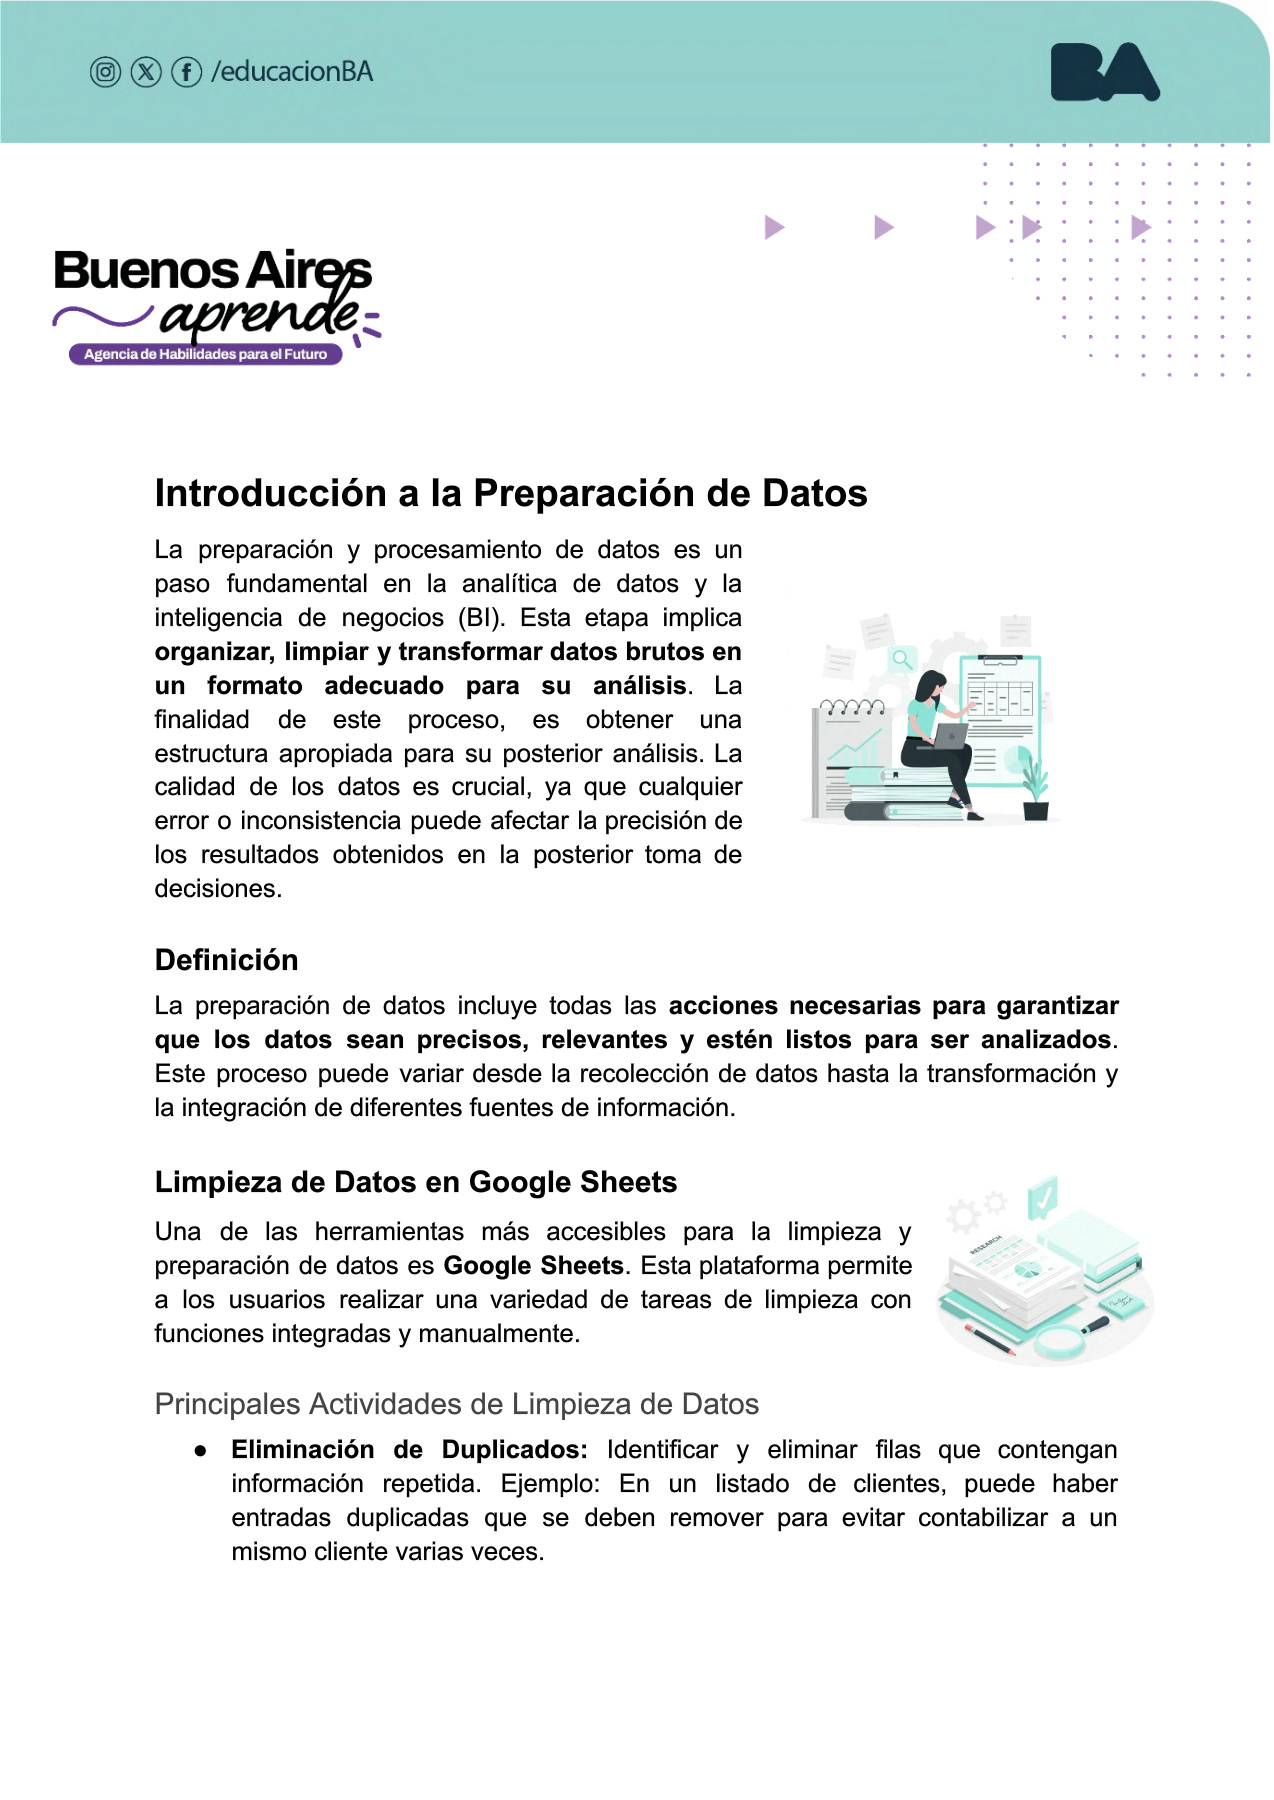 /educacionBA
BA
Buenos Aires
aprende
Agencia de Habilidades para el Futuro
Introducción a la Preparación de Datos
La preparación y procesamiento de datos es un
paso fundamental en la analítica de datos y la
inteligencia de negocios (BI). Esta etapa implica
organizar, limpiar y transformar datos brutos en
un formato adecuado para su análisis. La
finalidad de este proceso, es obtener una
estructura apropiada para su posterior análisis. La
calidad de los datos es crucial, ya que cualquier
error o inconsistencia puede afectar la precisión de
los resultados obtenidos en la posterior toma de
decisiones.
Definición
La preparación de datos incluye todas las acciones necesarias para garantizar
que los datos sean precisos, relevantes y estén listos para ser analizados.
Este proceso puede variar desde la recolección de datos hasta la transformación y
la integración de diferentes fuentes de información.
Limpieza de Datos en Google Sheets
Una de las herramientas más accesibles para la limpieza y
preparación de datos es Google Sheets. Esta plataforma permite
a los usuarios realizar una variedad de tareas de limpieza con
funciones integradas y manualmente.
RESEARCH
Principales Actividades de Limpieza de Datos
● Eliminación de Duplicados: Identificar y eliminar filas que contengan
información repetida. Ejemplo: En un listado de clientes, puede haber
entradas duplicadas que se deben remover para evitar contabilizar a un
mismo cliente varias veces.